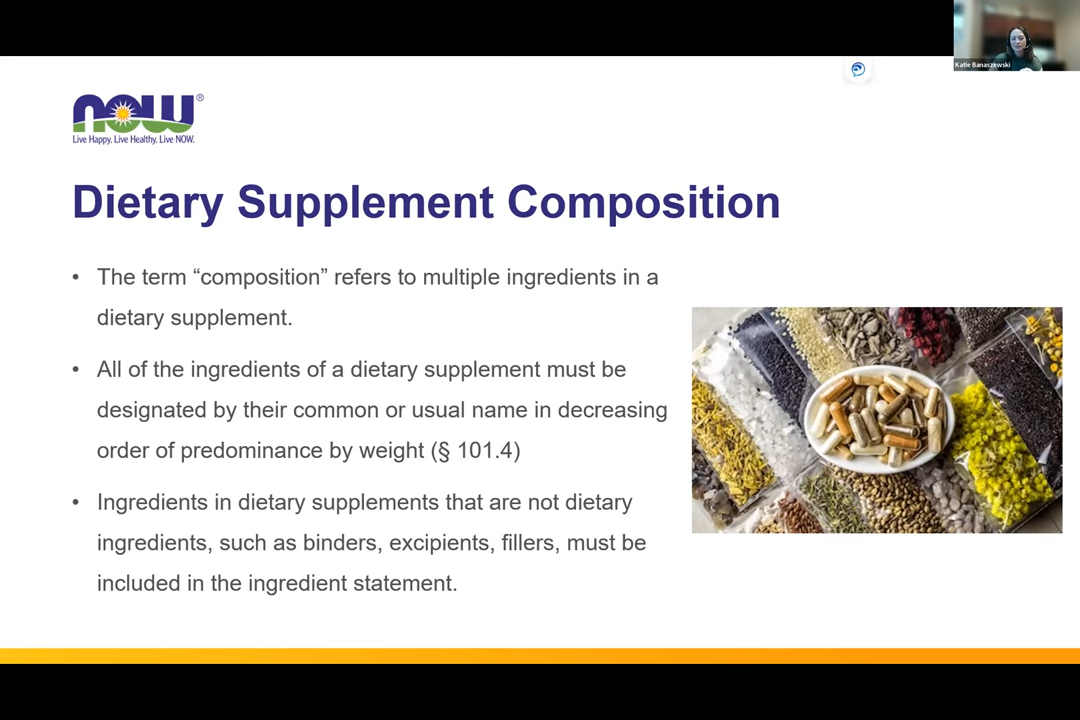 Katie Banaszewski
now®
Live Happy. Live Healthy. Live NOW.
Dietary Supplement Composition
• The term “composition” refers to multiple ingredients in a
dietary supplement.
• All of the ingredients of a dietary supplement must be
designated by their common or usual name in decreasing
order of predominance by weight (§ 101.4)
• Ingredients in dietary supplements that are not dietary
ingredients, such as binders, excipients, fillers, must be
included in the ingredient statement.